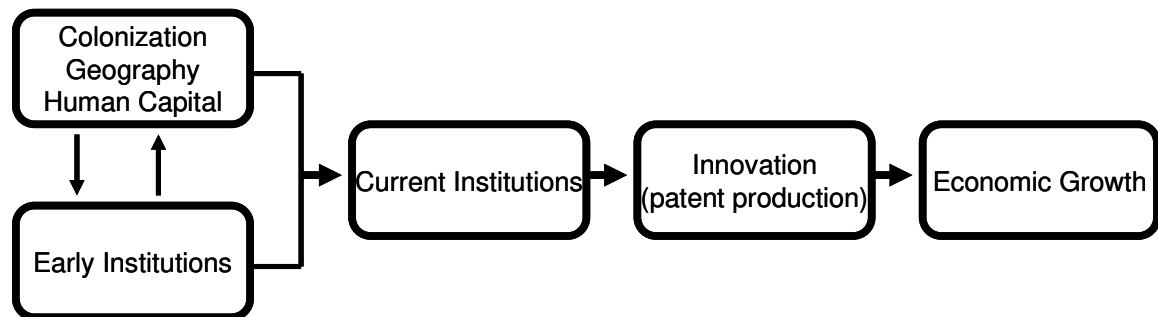 Colonization
Geography
Human Capital
Early Institutions
Current Institutions
Innovation
(patent production)
Economic Growth